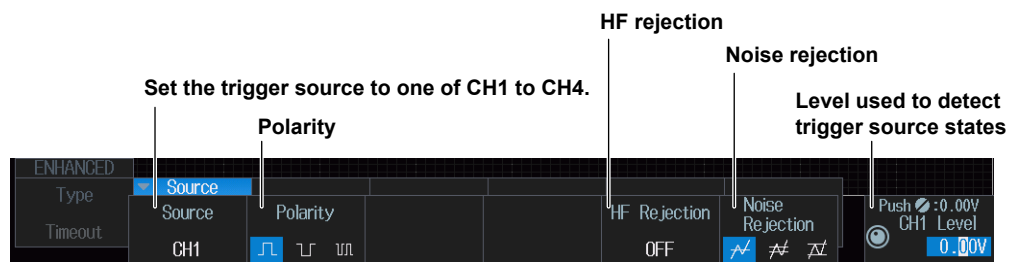 HF rejection
Noise rejection
Set the trigger source to one of CH1 to CH4.
Level used to detect
trigger source states
Polarity
ENHANCED
Type
Timeout
Source
Source
CH1
Polarity
HF Rejection
OFF
Noise
Rejection
Push :0.00V
CH1 Level
0.00V